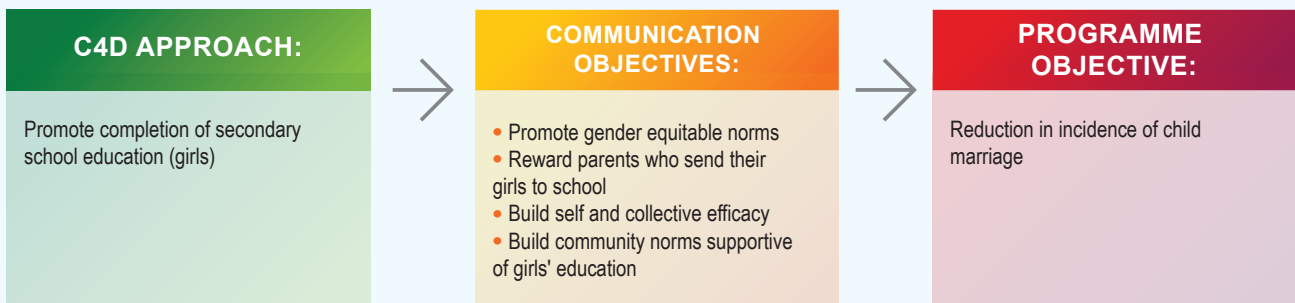 C4D APPROACH:
Promote completion of secondary
school education (girls)
COMMUNICATION
OBJECTIVES:
• Promote gender equitable norms
• Reward parents who send their
girls to school
• Build self and collective efficacy
• Build community norms supportive
of girls' education
PROGRAMME
OBJECTIVE:
Reduction in incidence of child
marriage